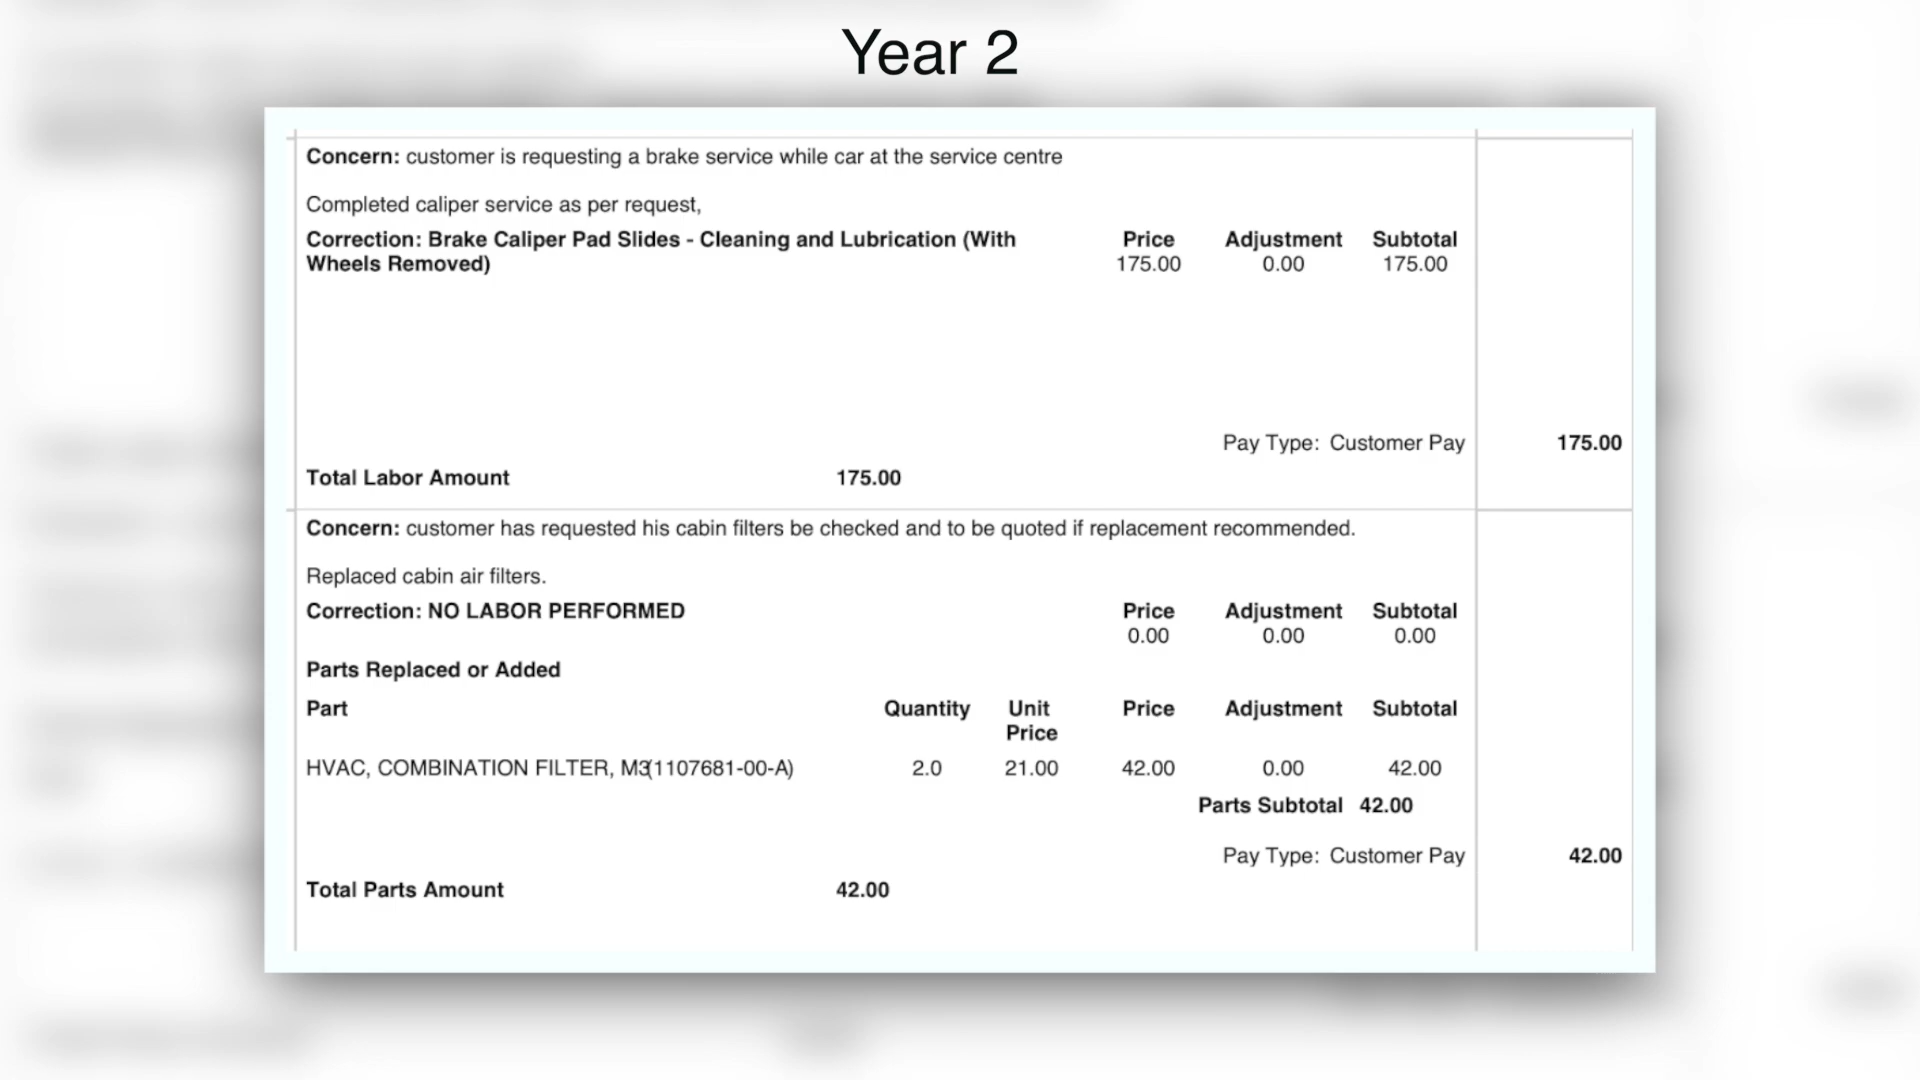 Year 2
Concern: customer is requesting a brake service while car at the service centre
Completed caliper service as per request,
Correction: Brake Caliper Pad Slides - Cleaning and Lubrication (With Price Adjustment Subtotal
Wheels Removed) 175.00 0.00 175.00
Pay Type: Customer Pay 175.00
Total Labor Amount 175.00
Concern: customer has requested his cabin filters be checked and to be quoted if replacement recommended.
Replaced cabin air filters.
Correction: NO LABOR PERFORMED Price Adjustment Subtotal
0.00 0.00 0.00
Parts Replaced or Added
Part Quantity Unit Price Adjustment Subtotal
Price
HVAC, COMBINATION FILTER, M3(1107681-00-A) 2.0 21.00 42.00 0.00 42.00
Parts Subtotal 42.00
Pay Type: Customer Pay 42.00
Total Parts Amount 42.00